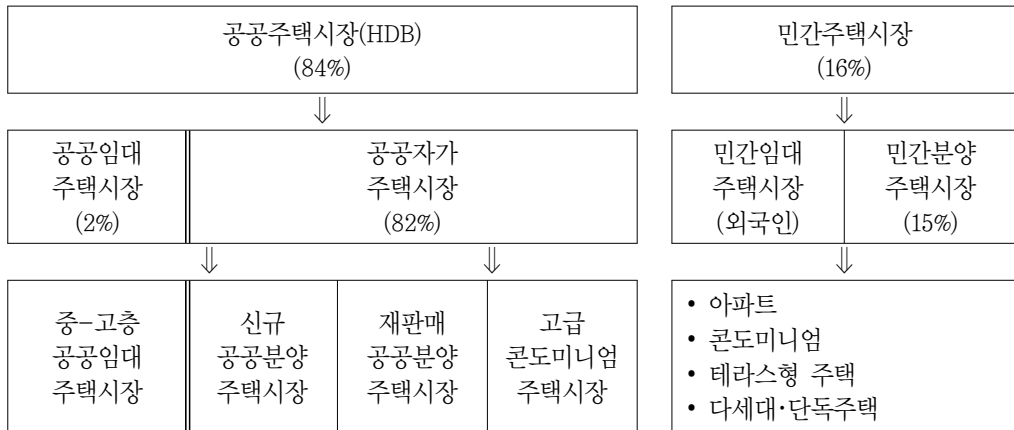 공공주택시장(HDB)
(84%)
민간주택시장
(16%)
⇓
⇓
공공임대
주택시장
(2%)
공공자가
주택시장
(82%)
민간임대
주택시장
(외국인)
민간분양
주택시장
(15%)
⇓
⇓
⇓
중-고층
공공임대
주택시장
신규
공공분양
주택시장
재판매
공공분양
주택시장
고급
콘도미니엄
주택시장
• 아파트
• 콘도미니엄
• 테라스형 주택
• 다세대·단독주택